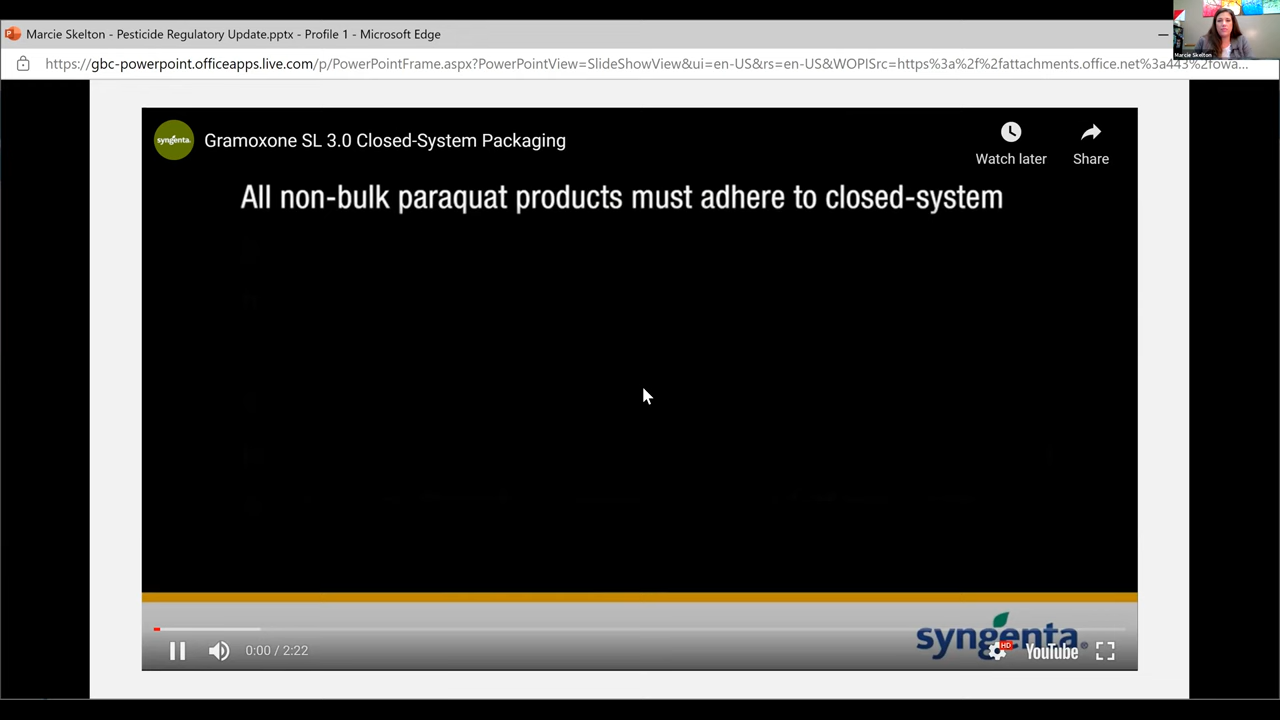 Marcie Skelton - Pesticide Regulatory Update.pptx - Profile 1 - Microsoft Edge
Marcie Skelton
https://gbc-powerpoint.officeapps.live.com/p/PowerPointFrame.aspx?PowerPointView=SlideShowView&ui=en-US&rs=en-US&WOPISrc=https%3a%2f%2fattachments.office.net%3a443%2fowa...
syngenta
Gramoxone SL 3.0 Closed-System Packaging
Watch later
Share
All non-bulk paraquat products must adhere to closed-system
syngenta®
0:00 / 2:22
HD
YouTube